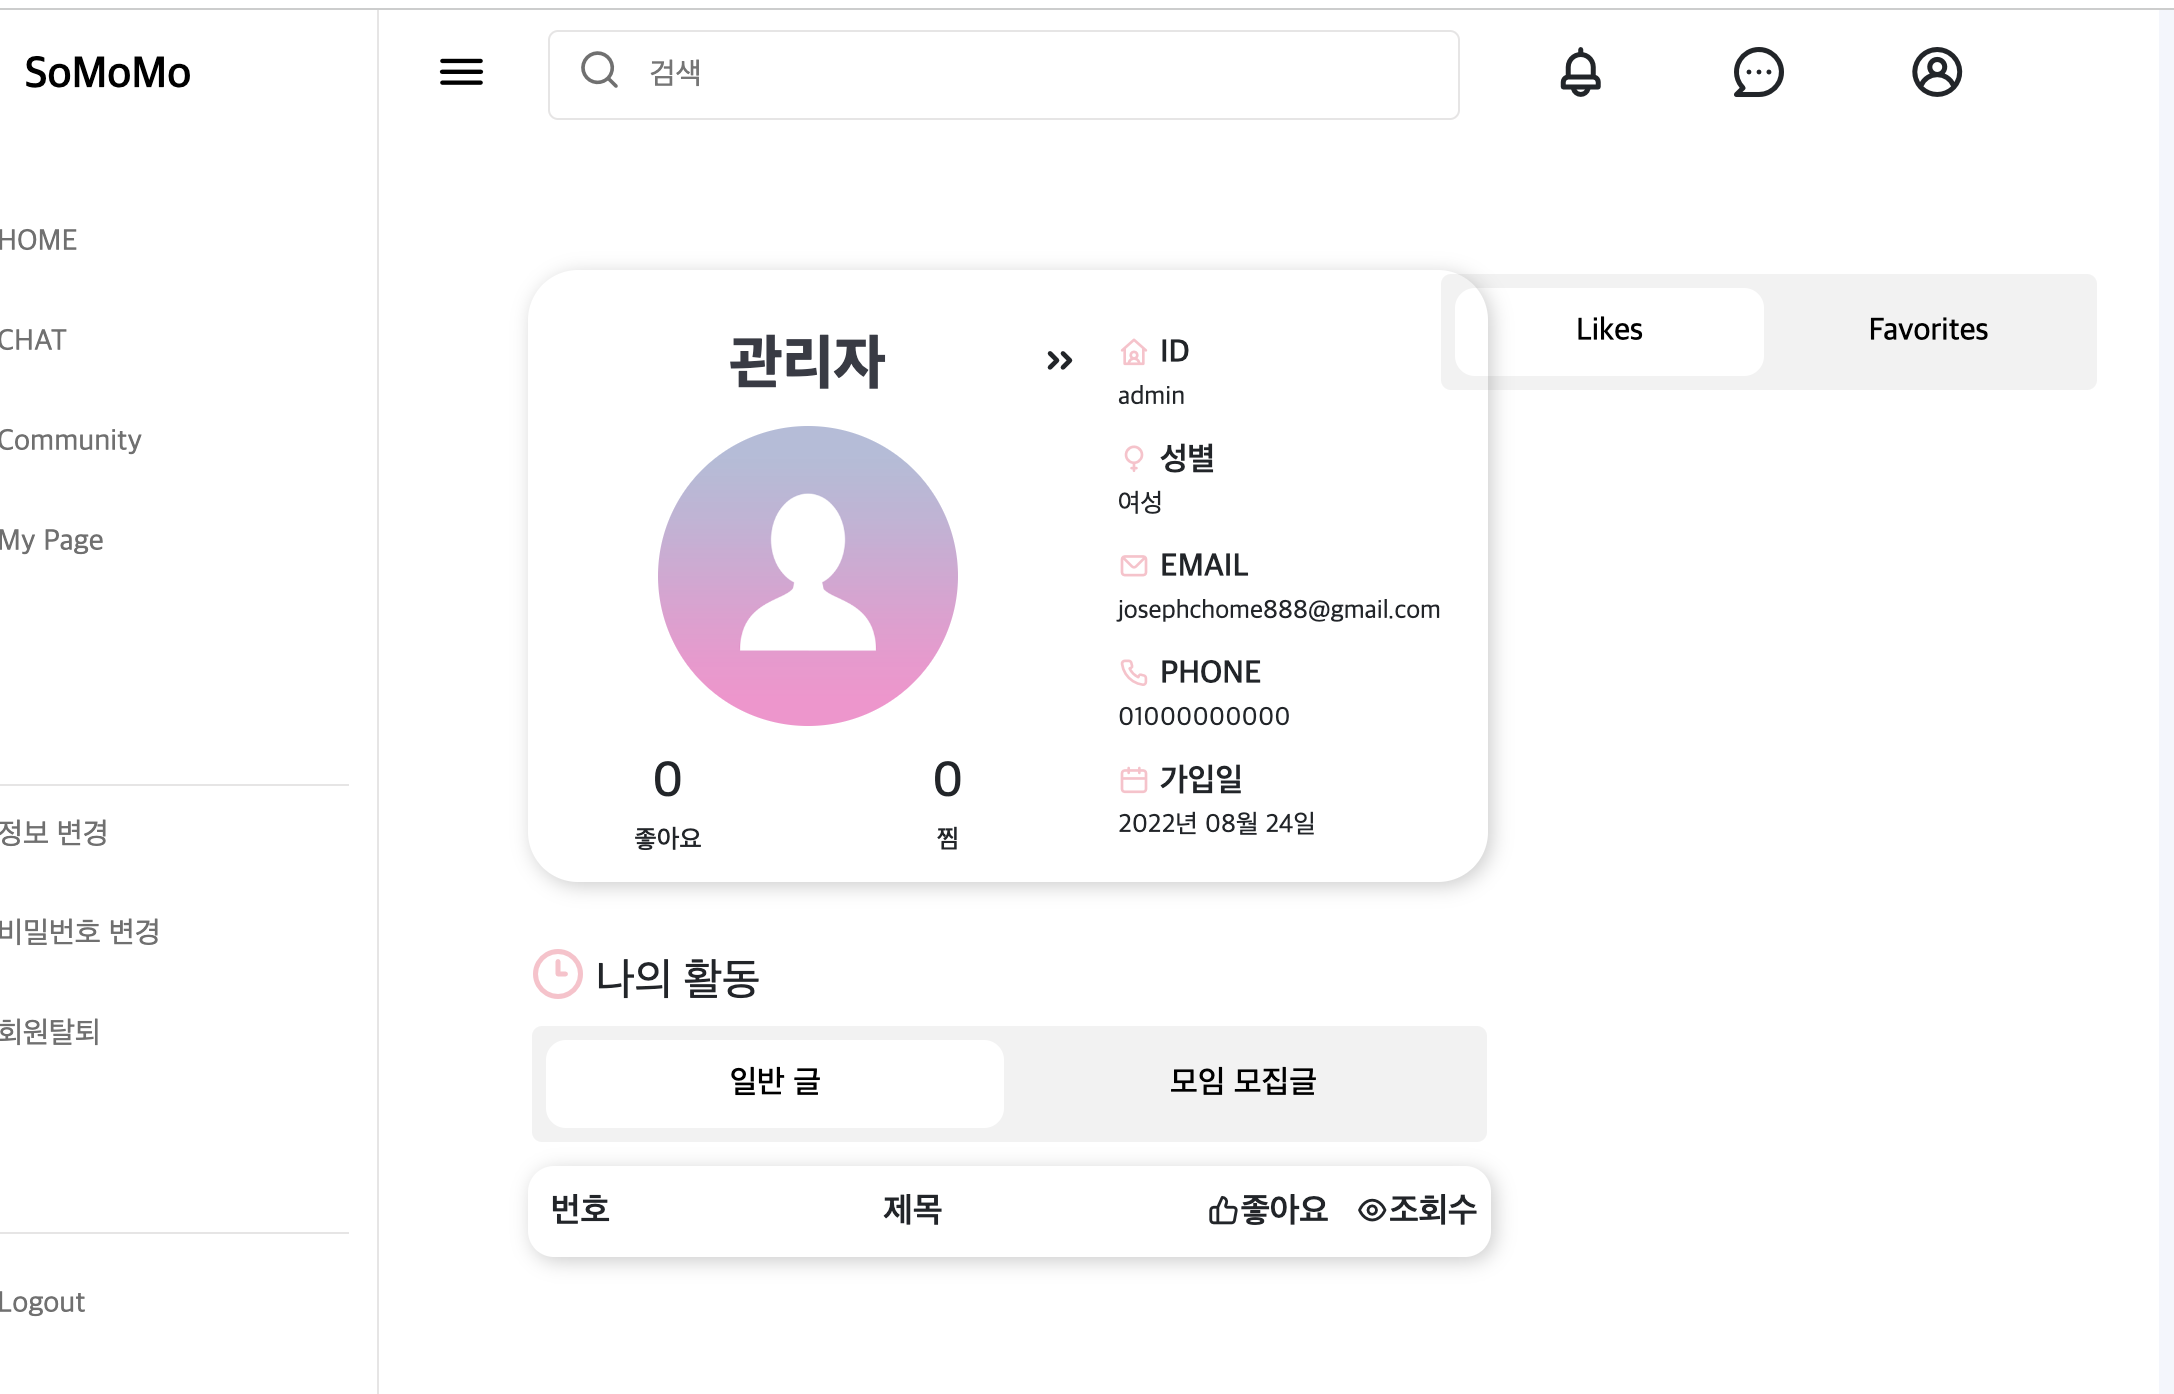 SoMoMo
검색
HOME
CHAT
Community
My Page
정보 변경
비밀번호 변경
회원탈퇴
Logout
관리자
0
좋아요
0
찜
ID
admin
성별
여성
EMAIL
josephchome888@gmail.com
PHONE
01000000000
가입일
2022년 08월 24일
Likes
Favorites
나의 활동
일반 글
모임 모집글
번호 제목 좋아요 조회수